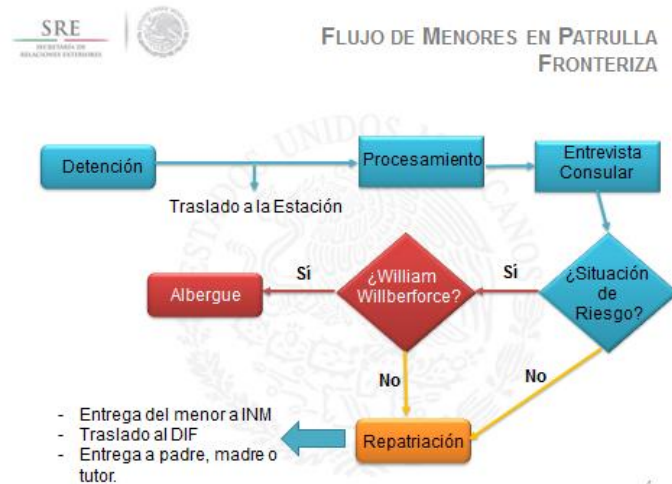 SRE
SECRETARÍA DE
RELACIONES EXTERIORES
FLUJO DE MENORES EN PATRULLA
FRONTERIZA
Detención
Procesamiento
Entrevista
Consular
Traslado a la Estación
Albergue
Sí
¿William
Willberforce?
Sí
¿Situación
de
Riesgo?
No
No
- Entrega del menor a INM
- Traslado al DIF
- Entrega a padre, madre o
tutor.
Repatriación